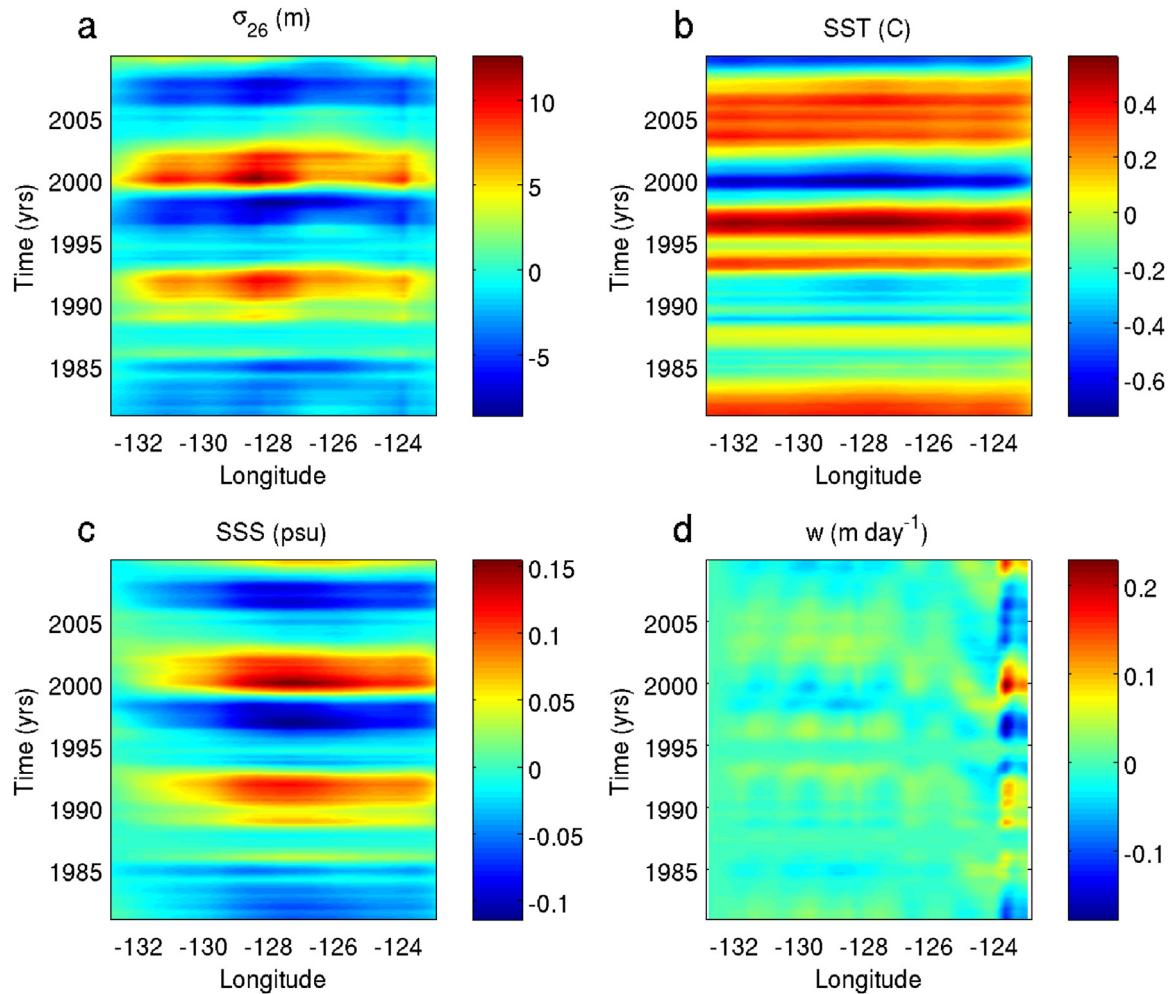 a
σ26 (m)
2005
2000
1995
1990
1985
Time (yrs)
-132 -130 -128 -126 -124
Longitude
10
5
0
-5
b
SST (C)
2005
2000
1995
1990
1985
Time (yrs)
-132 -130 -128 -126 -124
Longitude
0.4
0.2
0
-0.2
-0.4
-0.6
c
SSS (psu)
2005
2000
1995
1990
1985
Time (yrs)
-132 -130 -128 -126 -124
Longitude
0.15
0.1
0.05
0
-0.05
-0.1
d
w (m day-1)
2005
2000
1995
1990
1985
Time (yrs)
-132 -130 -128 -126 -124
Longitude
0.2
0.1
0
-0.1